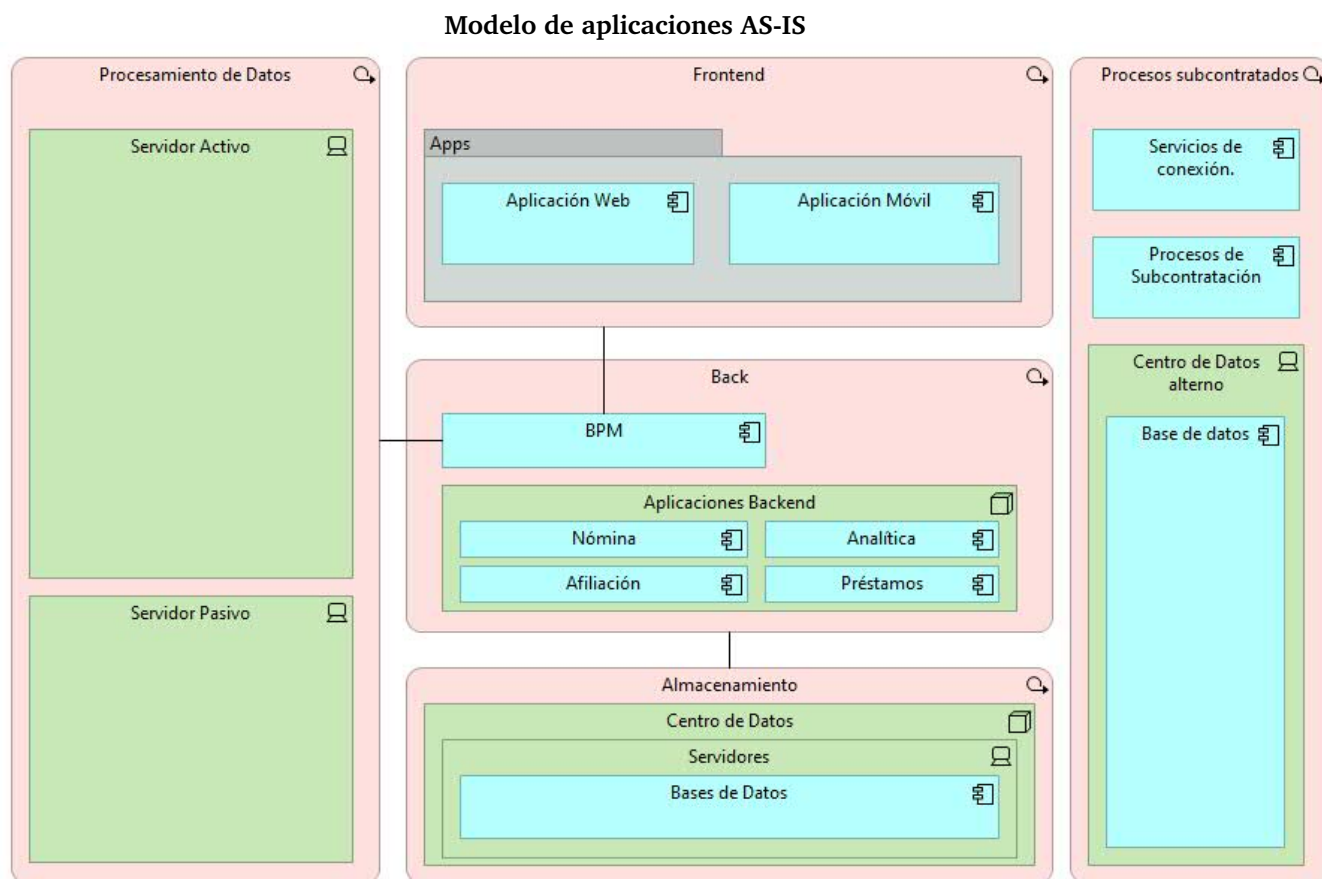 Modelo de aplicaciones AS-IS
Procesamiento de Datos
Servidor Activo
Servidor Pasivo
Frontend
Apps
Aplicación Web
Aplicación Móvil
Back
BPM
Aplicaciones Backend
Nómina
Analítica
Afiliación
Préstamos
Almacenamiento
Centro de Datos
Servidores
Bases de Datos
Procesos subcontratados
Servicios de
conexión.
Procesos de
Subcontratación
Centro de Datos
alterno
Base de datos